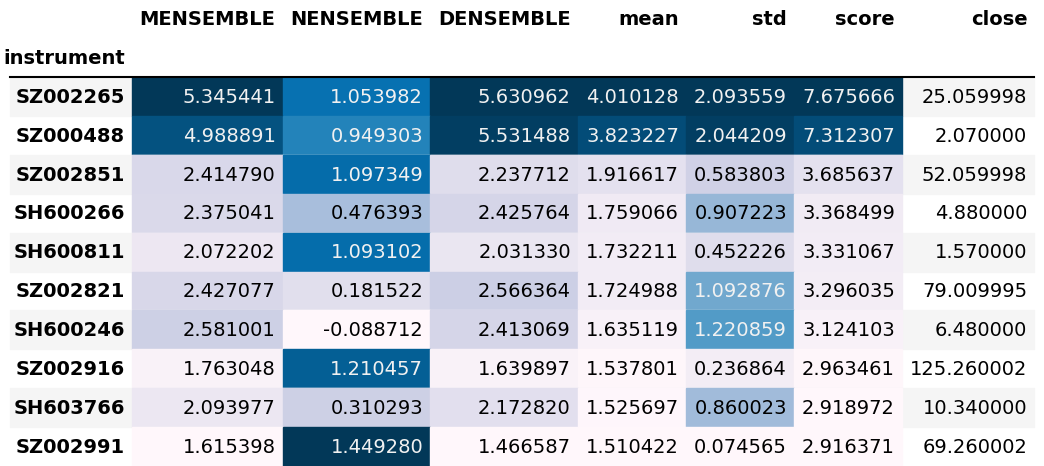 MENSEMBLE NENSEMBLE DENSEMBLE mean std score close
instrument
SZ002265 5.345441 1.053982 5.630962 4.010128 2.093559 7.675666 25.059998
SZ000488 4.988891 0.949303 5.531488 3.823227 2.044209 7.312307 2.070000
SZ002851 2.414790 1.097349 2.237712 1.916617 0.583803 3.685637 52.059998
SH600266 2.375041 0.476393 2.425764 1.759066 0.907223 3.368499 4.880000
SH600811 2.072202 1.093102 2.031330 1.732211 0.452226 3.331067 1.570000
SZ002821 2.427077 0.181522 2.566364 1.724988 1.092876 3.296035 79.009995
SH600246 2.581001 -0.088712 2.413069 1.635119 1.220859 3.124103 6.480000
SZ002916 1.763048 1.210457 1.639897 1.537801 0.236864 2.963461 125.260002
SH603766 2.093977 0.310293 2.172820 1.525697 0.860023 2.918972 10.340000
SZ002991 1.615398 1.449280 1.466587 1.510422 0.074565 2.916371 69.260002